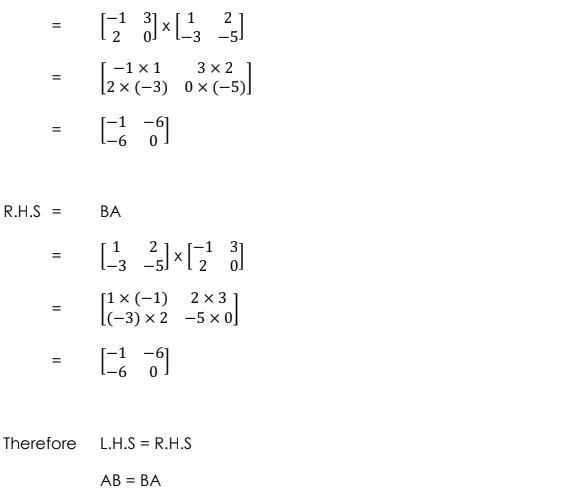 = [−1 3] x [1 2]
[2 0] [−3 −5]
= [−1 × 1 3 × 2]
[2 × (−3) 0 × (−5)]
= [−1 −6]
[−6 0]
R.H.S = BA
= [1 2] x [−1 3]
[−3 −5] [2 0]
= [1 × (−1) 2 × 3]
[(−3) × 2 −5 × 0]
= [−1 −6]
[−6 0]
Therefore L.H.S = R.H.S
AB = BA